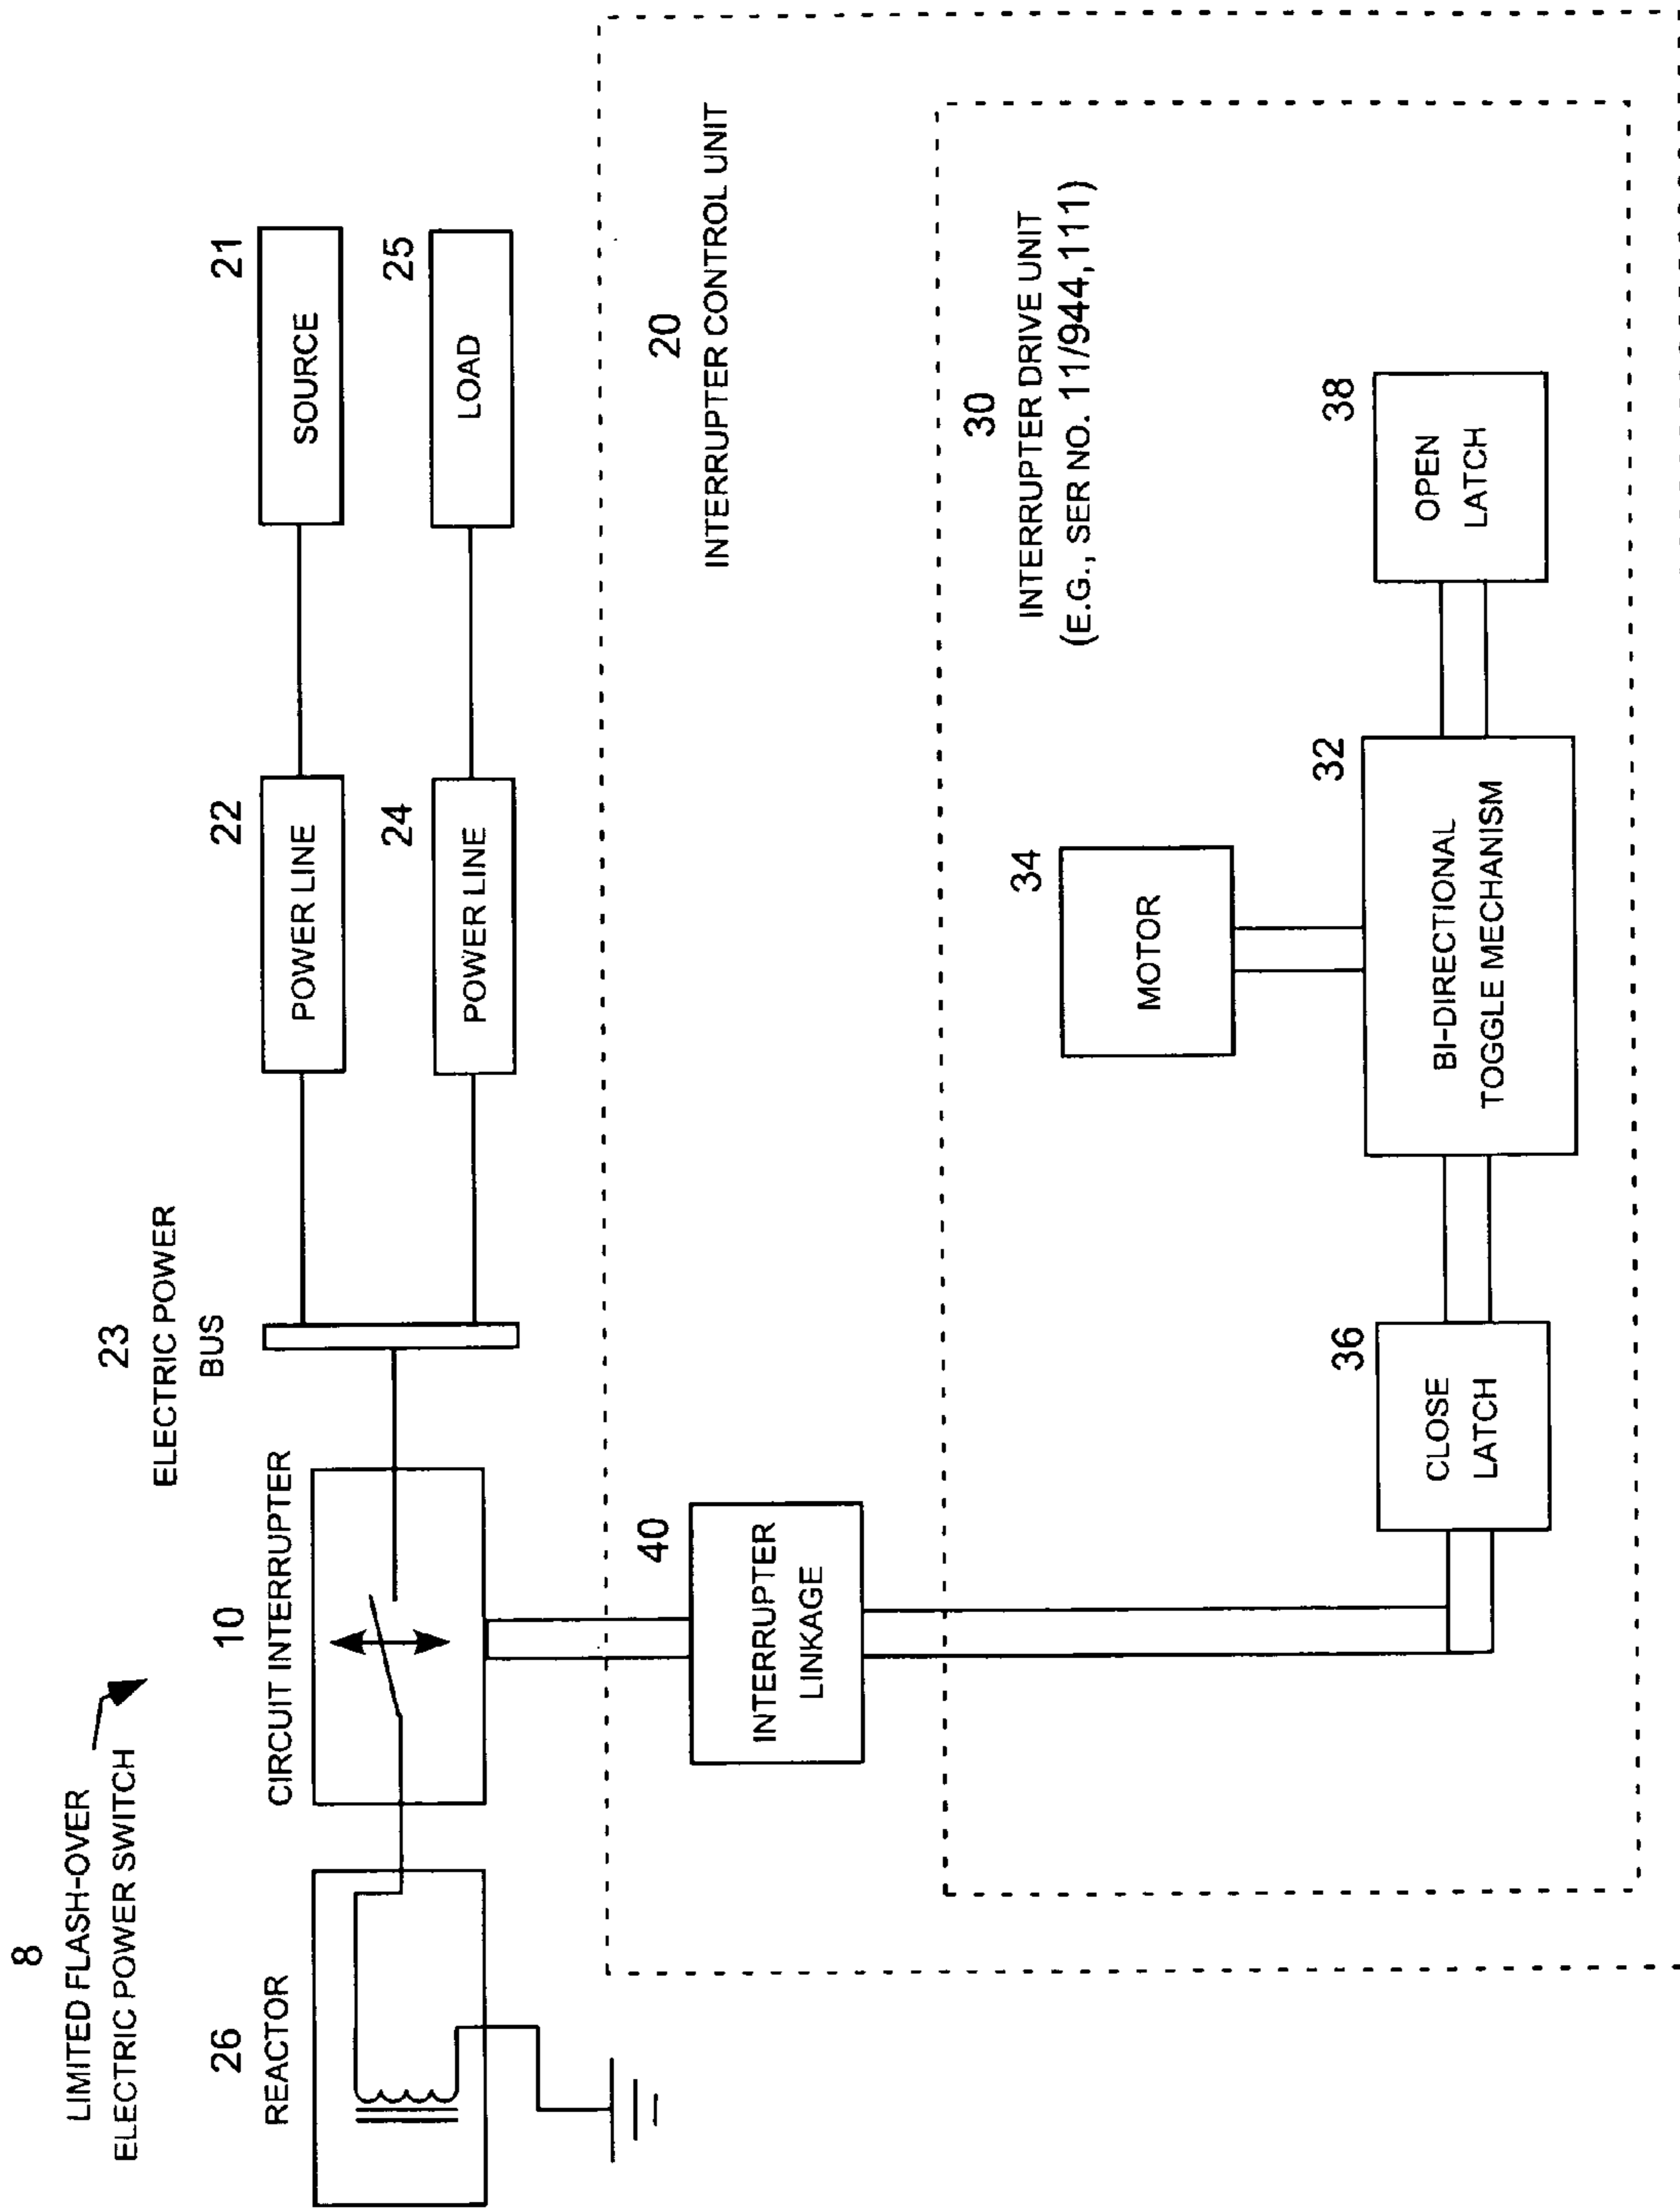 8
LIMITED FLASH-OVER
ELECTRIC POWER SWITCH
26
REACTOR
10
CIRCUIT INTERRUPTER
23
ELECTRIC POWER
BUS
22
POWER LINE
21
SOURCE
24
POWER LINE
25
LOAD
20
INTERRUPTER CONTROL UNIT
40
INTERRUPTER
LINKAGE
30
INTERRUPTER DRIVE UNIT
(E.G., SER NO. 11/944,111)
34
MOTOR
36
CLOSE
LATCH
32
BI-DIRECTIONAL
TOGGLE MECHANISM
38
OPEN
LATCH